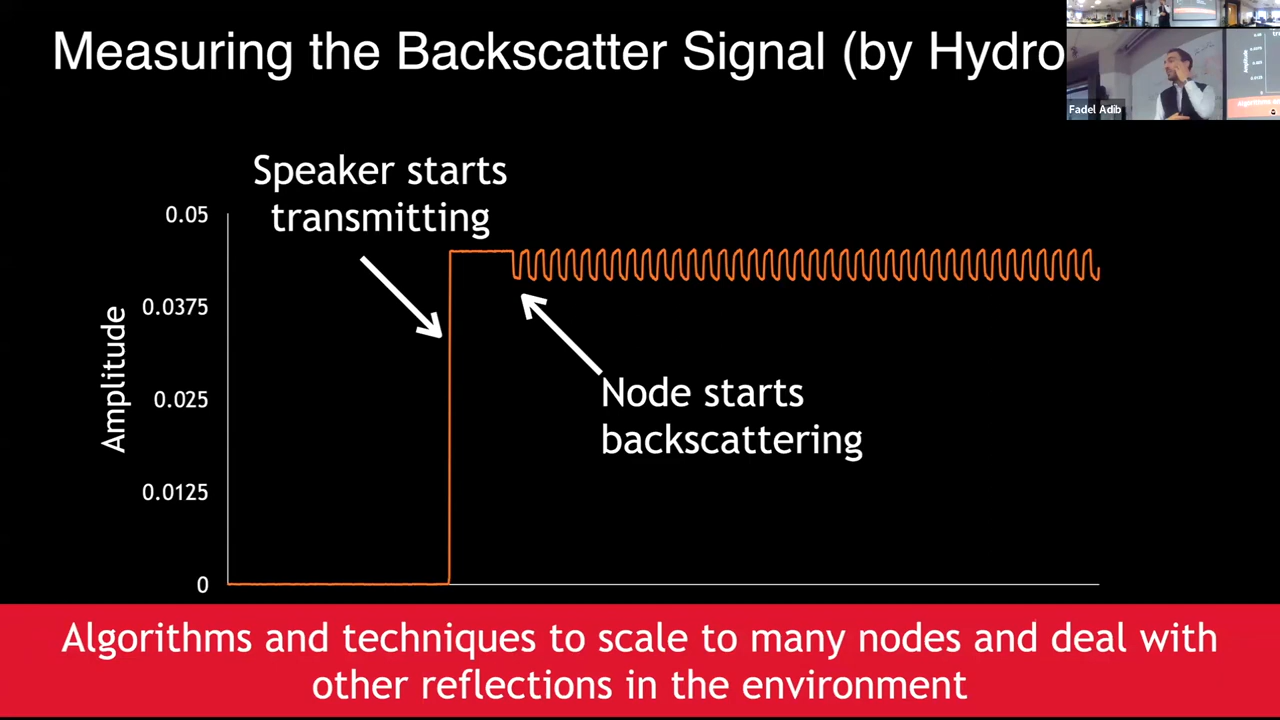 Measuring the Backscatter Signal (by Hydro
Fadel Adib
Speaker starts
transmitting
0.05
0.0375
0.025
0.0125
0
Amplitude
Node starts
backscattering
Algorithms and techniques to scale to many nodes and deal with
other reflections in the environment